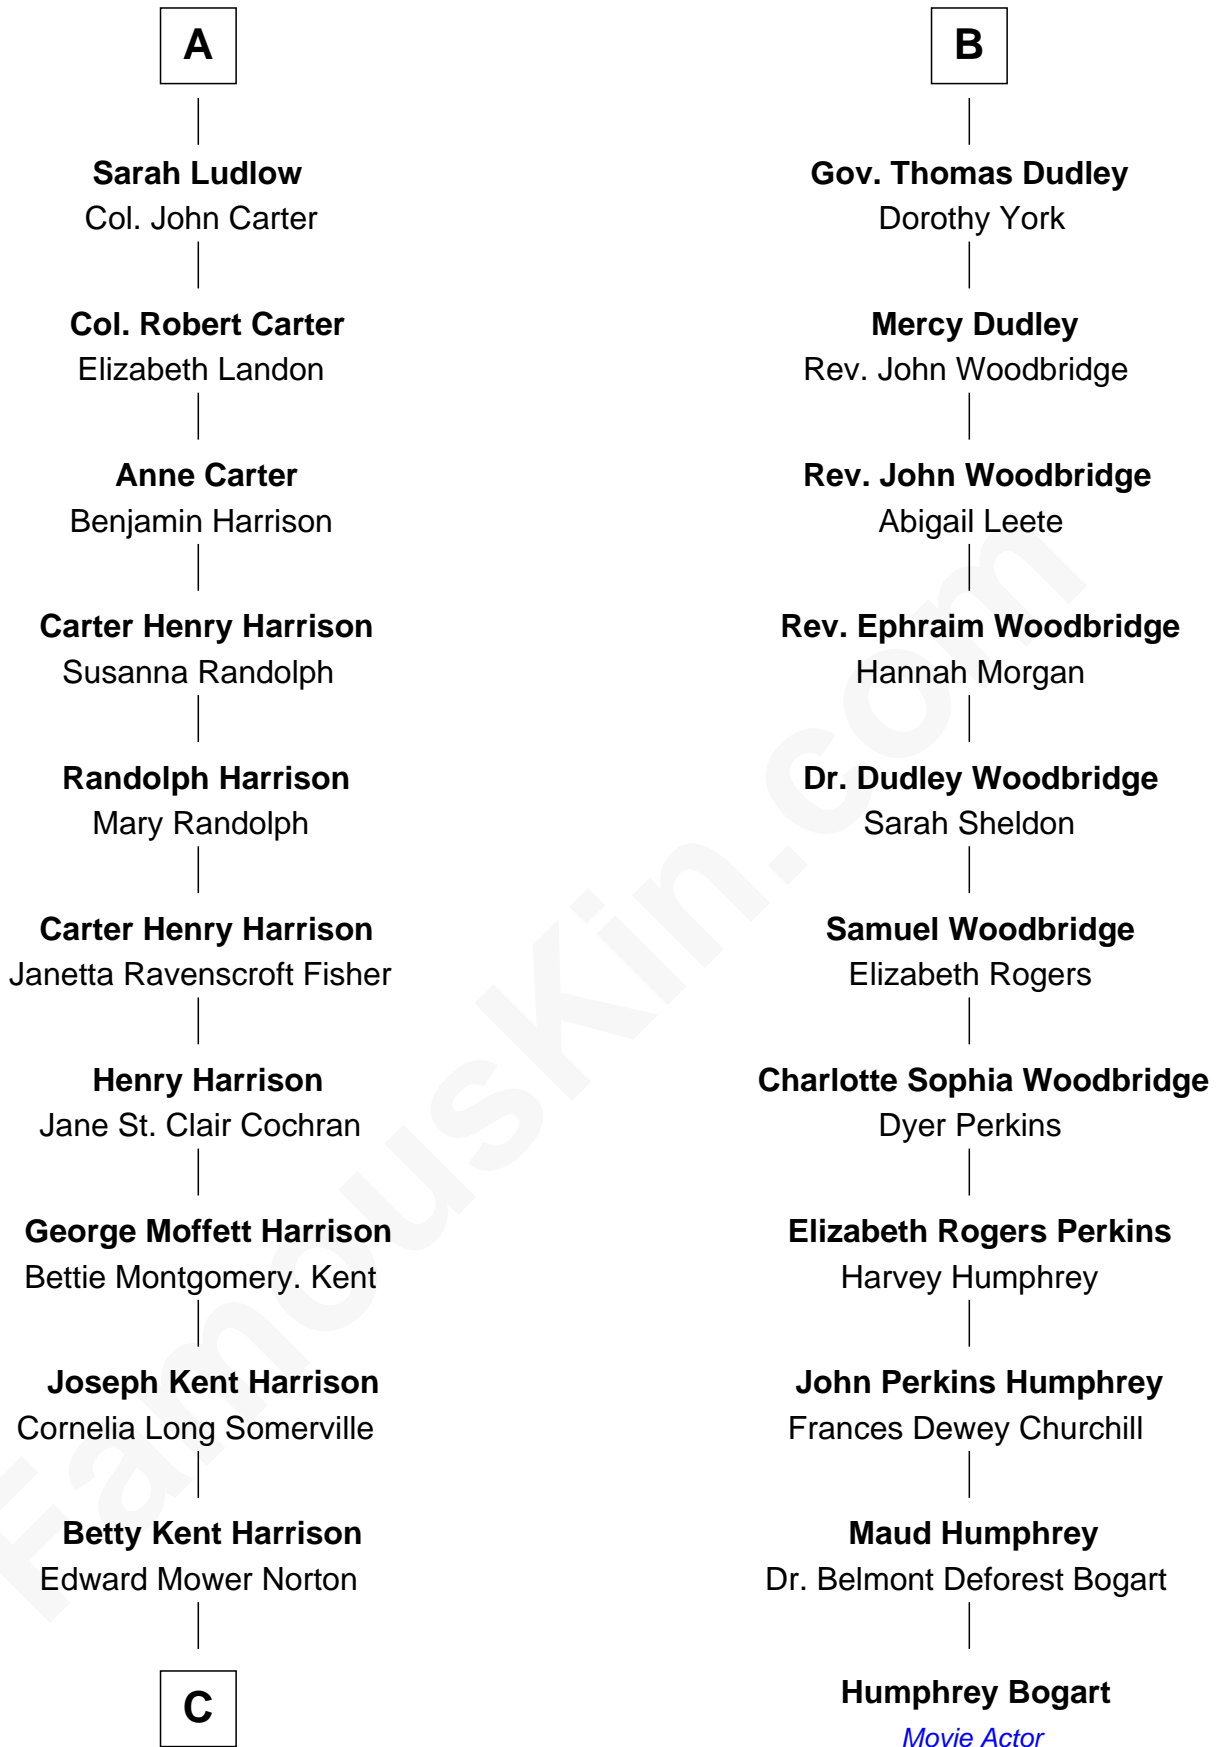 A
Sarah Ludlow
Col. John Carter
Col. Robert Carter
Elizabeth Landon
Anne Carter
Benjamin Harrison
Carter Henry Harrison
Susanna Randolph
Randolph Harrison
Mary Randolph
Carter Henry Harrison
Janetta Ravenscroft Fisher
Henry Harrison
Jane St. Clair Cochran
George Moffett Harrison
Bettie Montgomery. Kent
Joseph Kent Harrison
Cornelia Long Somerville
Betty Kent Harrison
Edward Mower Norton
C
B
Gov. Thomas Dudley
Dorothy York
Mercy Dudley
Rev. John Woodbridge
Rev. John Woodbridge
Abigail Leete
Rev. Ephraim Woodbridge
Hannah Morgan
Dr. Dudley Woodbridge
Sarah Sheldon
Samuel Woodbridge
Elizabeth Rogers
Charlotte Sophia Woodbridge
Dyer Perkins
Elizabeth Rogers Perkins
Harvey Humphrey
John Perkins Humphrey
Frances Dewey Churchill
Maud Humphrey
Dr. Belmont Deforest Bogart
Humphrey Bogart
Movie Actor
FamousKin.com